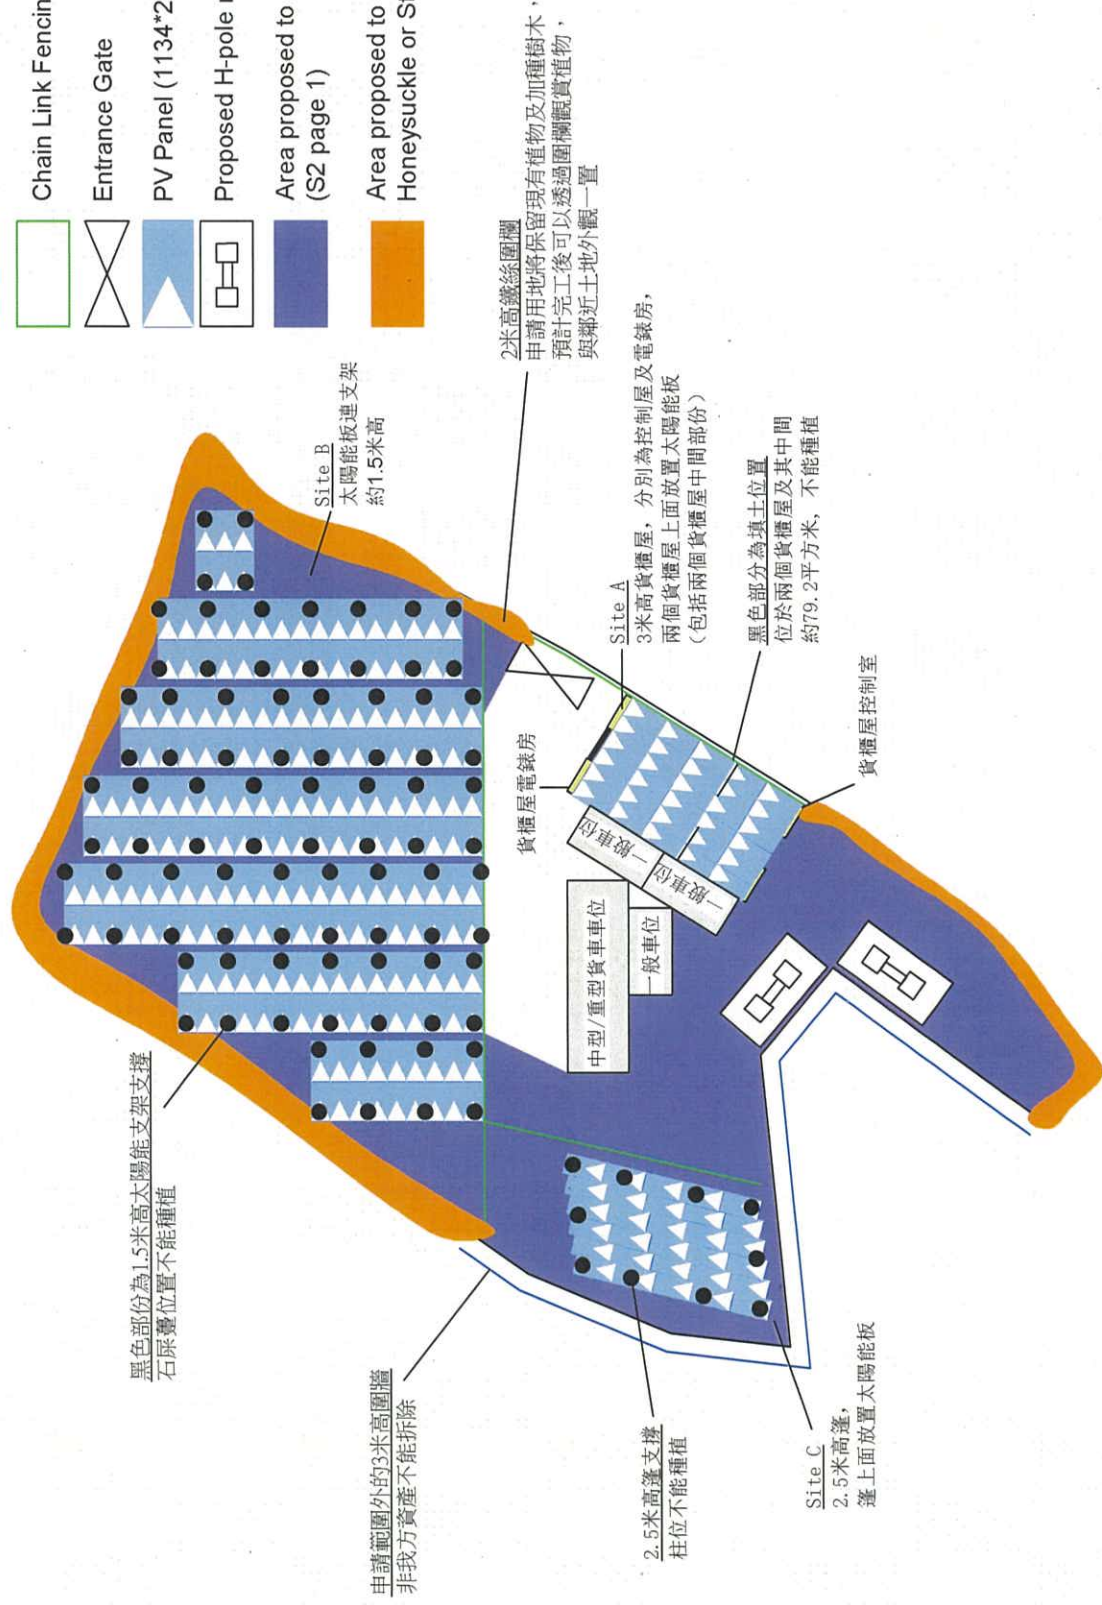 Chain Link Fencin
Entrance Gate
PV Panel (1134*2
Proposed H-pole
Area proposed to
(S2 page 1)
Area proposed to
Honeysuckle or St
2米高鐵絲圍欄
申請用地將保留現有植物及加種樹木，
預計完工後可以透過圍欄觀賞植物，
與鄰近土地外觀一置
Site B
太陽能板連支架
約1.5米高
Site A
3米高貨櫃屋，分別為控制屋及電錶房，
兩個貨櫃屋上面放置太陽能板
（包括兩個貨櫃屋中間部份）
黑色部分為填土位置
位於兩個貨櫃屋及其中間
約79.2平方米，不能種植
貨櫃屋控制室
貨櫃屋電錶房
一般車位
一般車位
中型/重型貨車車位
一般車位
黑色部份為1.5米高太陽能支架支撐
石屎躉位置不能種植
申請範圍外的3米高圍牆
非我方資產不能拆除
2.5米高篷支撐
柱位不能種植
Site C
2.5米高篷，
篷上面放置太陽能板